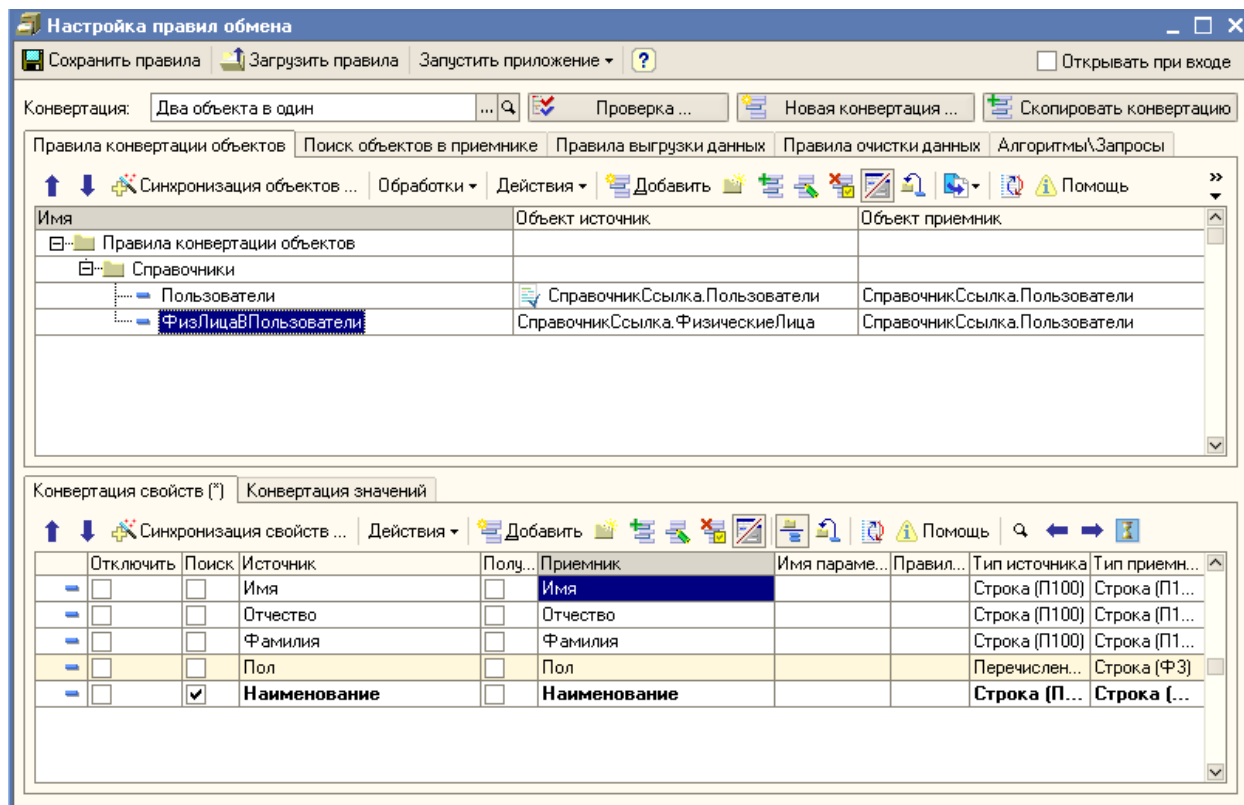 Настройка правил обмена
Сохранить правила Загрузить правила Запустить приложение ? Открывать при входе
Конвертация: Два объекта в один ... Проверка ... Новая конвертация ... Скопировать конвертацию
Правила конвертации объектов Поиск объектов в приемнике Правила выгрузки данных Правила очистки данных Алгоритмы\Запросы
Синхронизация объектов ... Обработки Действия Добавить Помощь
Имя Объект источник Объект приемник
Правила конвертации объектов
Справочники
Пользователи СправочникСсылка.Пользователи СправочникСсылка.Пользователи
ФизЛицаВПользователи СправочникСсылка.ФизическиеЛица СправочникСсылка.Пользователи
Конвертация свойств (*) Конвертация значений
Синхронизация свойств ... Действия Добавить Помощь
Отключить Поиск Источник Полу... Приемник Имя параме... Правил... Тип источника Тип приемн...
Имя Имя Строка (П100) Строка (П1...
Отчество Отчество Строка (П100) Строка (П1...
Фамилия Фамилия Строка (П100) Строка (П1...
Пол Пол Перечислен... Строка (Ф3)
Наименование Наименование Строка (П... Строка (...